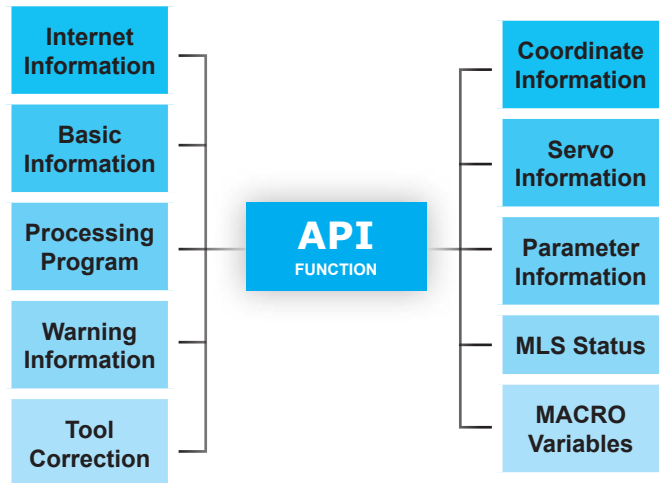 Internet
Information
Basic
Information
Processing
Program
Warning
Information
Tool
Correction
API
FUNCTION
Coordinate
Information
Servo
Information
Parameter
Information
MLS Status
MACRO
Variables